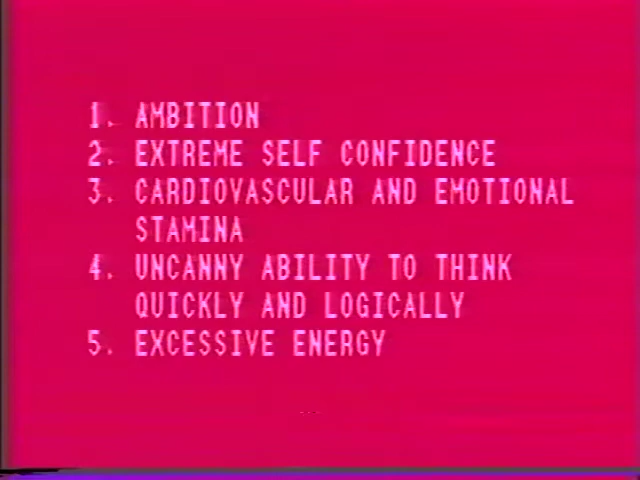 1. AMBITION
2. EXTREME SELF CONFIDENCE
3. CARDIOVASCULAR AND EMOTIONAL
STAMINA
4. UNCANNY ABILITY TO THINK
QUICKLY AND LOGICALLY
5. EXCESSIVE ENERGY